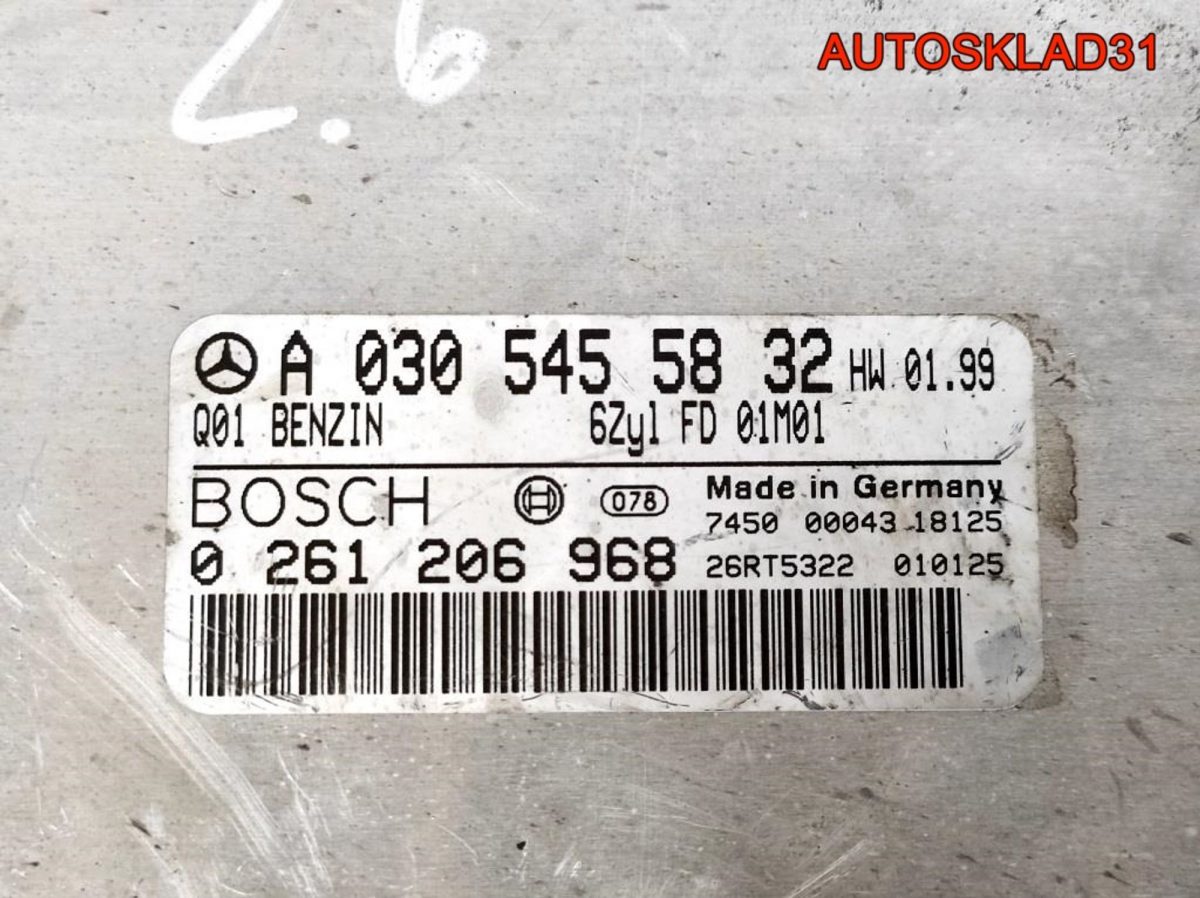 2.6
AUTOSKLAD31
A 030 545 58 32 HW 01.99
Q01 BENZIN 6Zyl FD 01M01
BOSCH 078 Made in Germany
7450 00043 18125
0 261 206 968 26RT5322 010125